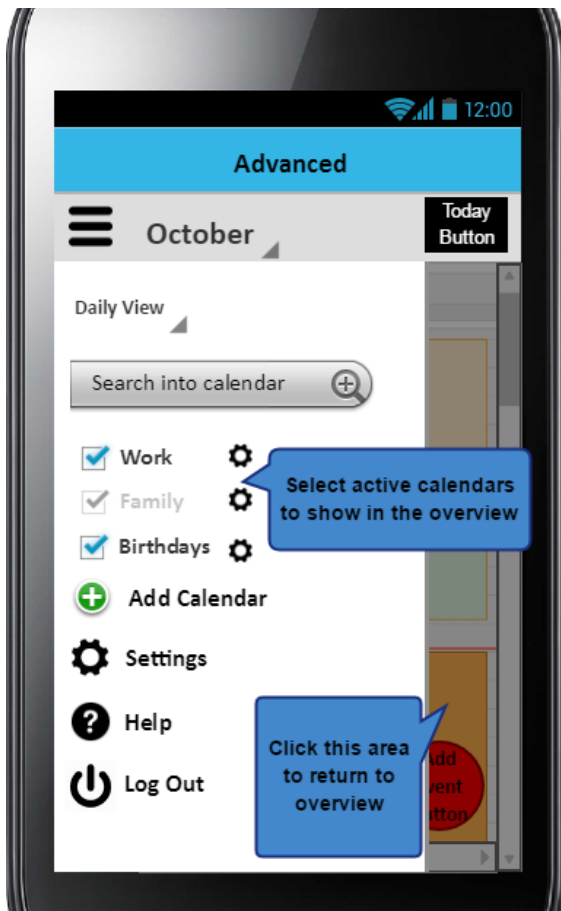 12:00
Advanced
October
Today
Button
Daily View
Search into calendar
Work
Family
Birthdays
Select active calendars
to show in the overview
Add Calendar
Settings
Help
Log Out
Click this area
to return to
overview